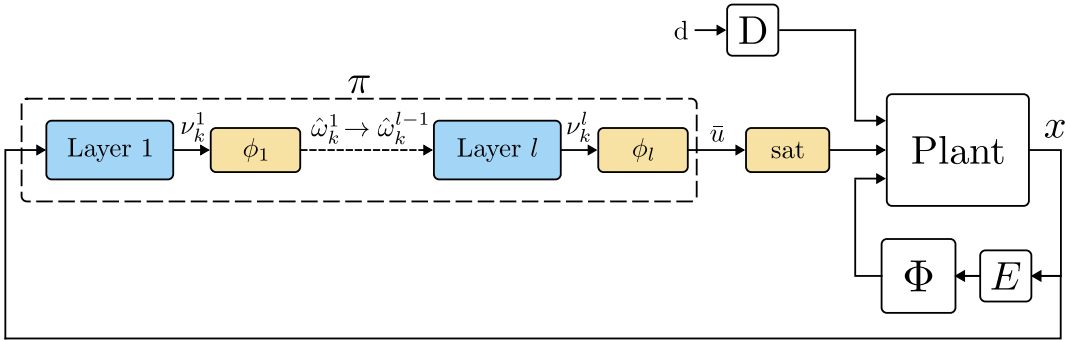 d
D
π
Layer 1
ν_k^1
ϕ_1
ω̂_k^1 → ω̂_k^{l−1}
Layer l
ν_k^l
ϕ_l
ū
sat
Plant
x
Φ
E